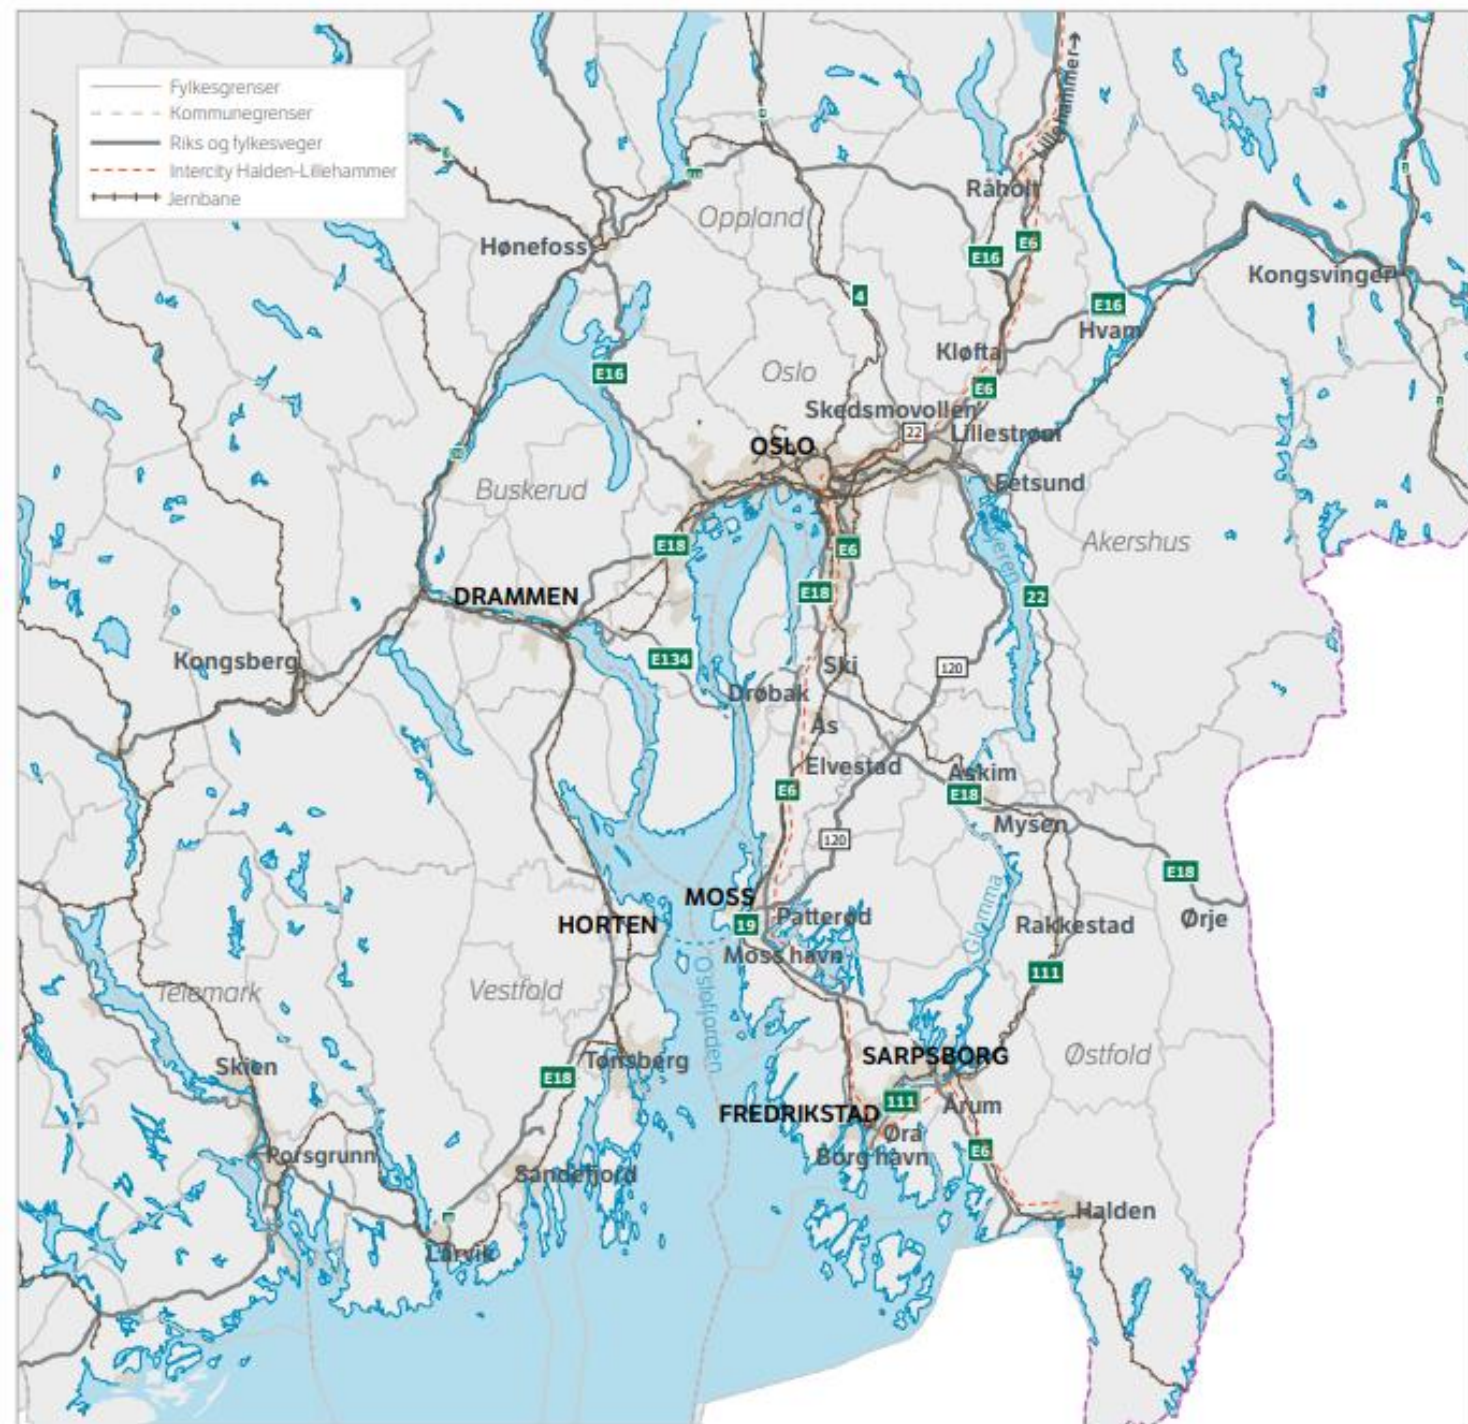 Fylkesgrenser
Kommunegrenser
Riks og fylkesveger
Intercity Halden-Lillehammer
Jernbane
Lillehammer→
Råholt
Oppland
Hønefoss
E16
E6
Kongsvinger
4
E16
Hvam
Kløfta
E16
Oslo
E6
Skedsmovollen
22
Lillestrøm
OSLO
Fetsund
Buskerud
Akershus
E18
E6
E18
22
DRAMMEN
Kongsberg
E134
Ski
120
Drøbak
Ås
Elvestad
Askim
E6
E18
Mysen
120
E18
MOSS
Glomma
HORTEN
19
Patterød
Rakkestad
Ørje
Moss havn
111
Oslofjorden
Telemark
Vestfold
Skien
Tønsberg
SARPSBORG
Østfold
E18
111
Årum
FREDRIKSTAD
Øra
Borg havn
E6
Porsgrunn
Sandefjord
Halden
Larvik